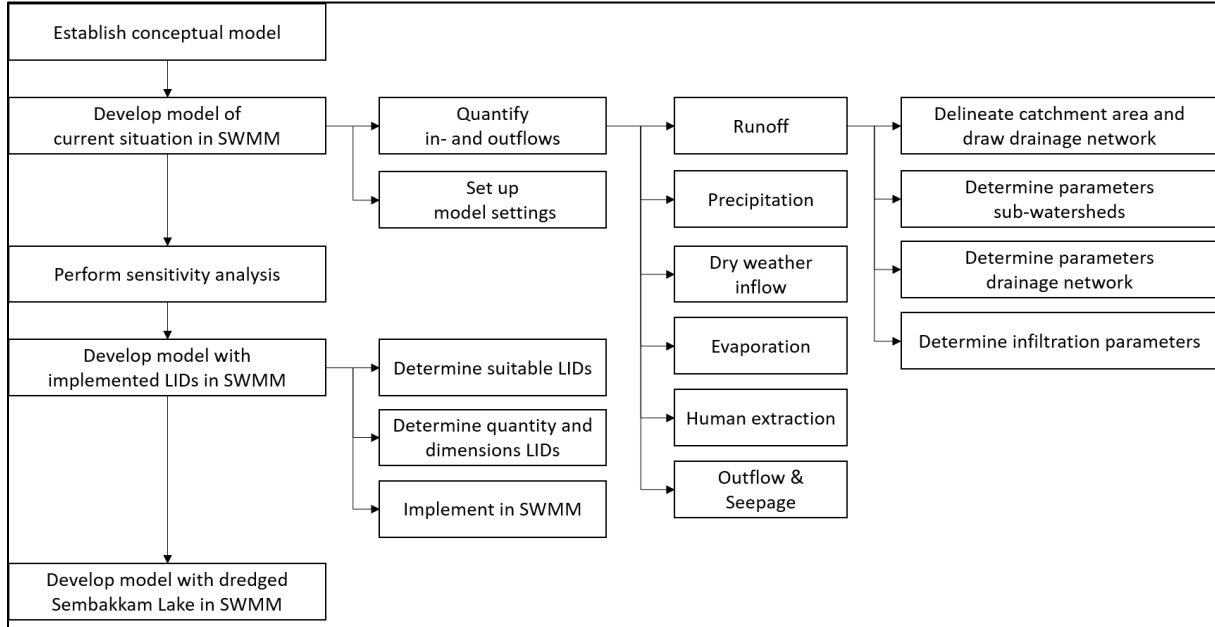 Establish conceptual model
Develop model of
current situation in SWMM
Quantify
in- and outflows
Runoff
Delineate catchment area and
draw drainage network
Set up
model settings
Precipitation
Determine parameters
sub-watersheds
Perform sensitivity analysis
Dry weather
inflow
Determine parameters
drainage network
Develop model with
implemented LIDs in SWMM
Determine suitable LIDs
Evaporation
Determine infiltration parameters
Determine quantity and
dimensions LIDs
Human extraction
Implement in SWMM
Outflow &
Seepage
Develop model with dredged
Sembakkam Lake in SWMM